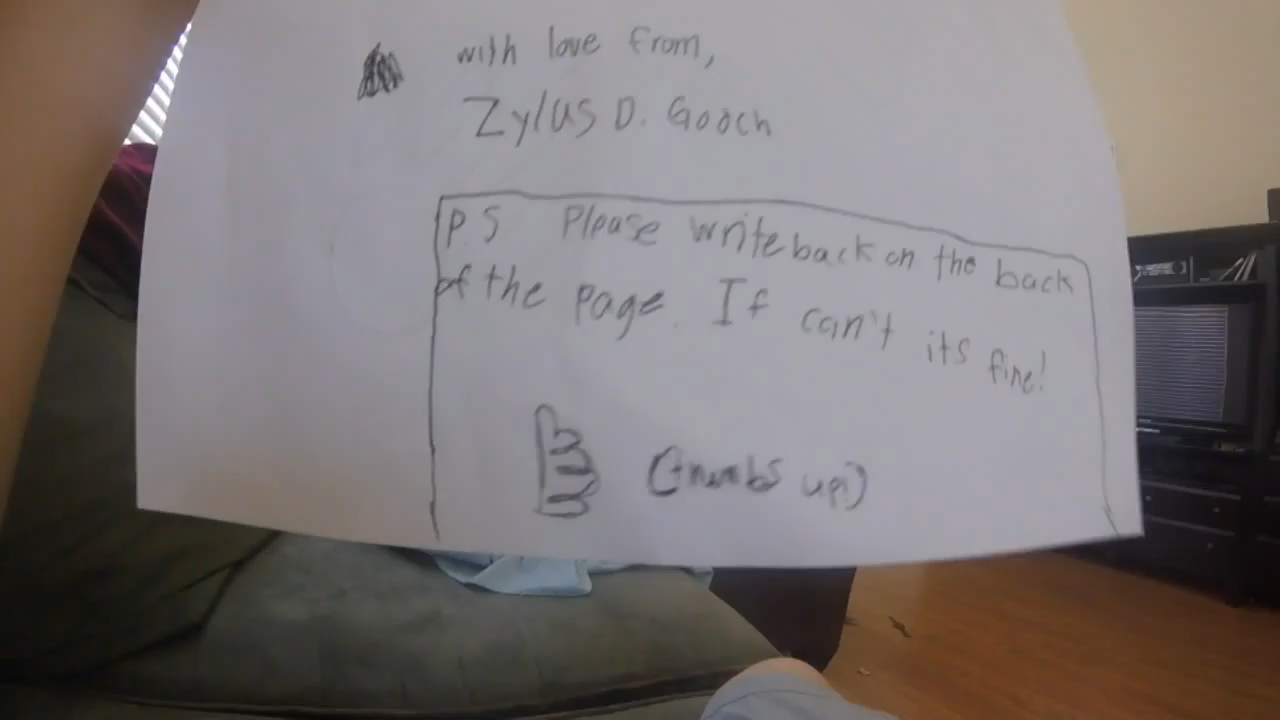 with love from,
Zylus D. Gooch
P.S Please write back on the back
of the page. If can't its fine!
(thumbs up!)